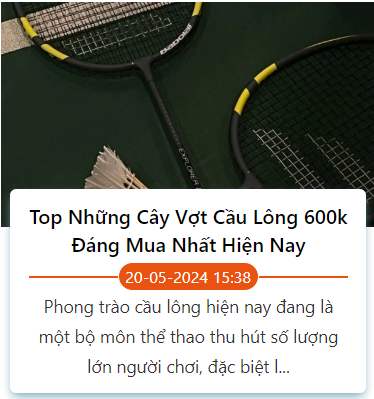 Babolat
EXPLORER
Top Những Cây Vợt Cầu Lông 600k
Đáng Mua Nhất Hiện Nay
20-05-2024 15:38
Phong trào cầu lông hiện nay đang là
một bộ môn thể thao thu hút số lượng
lớn người chơi, đặc biệt l...